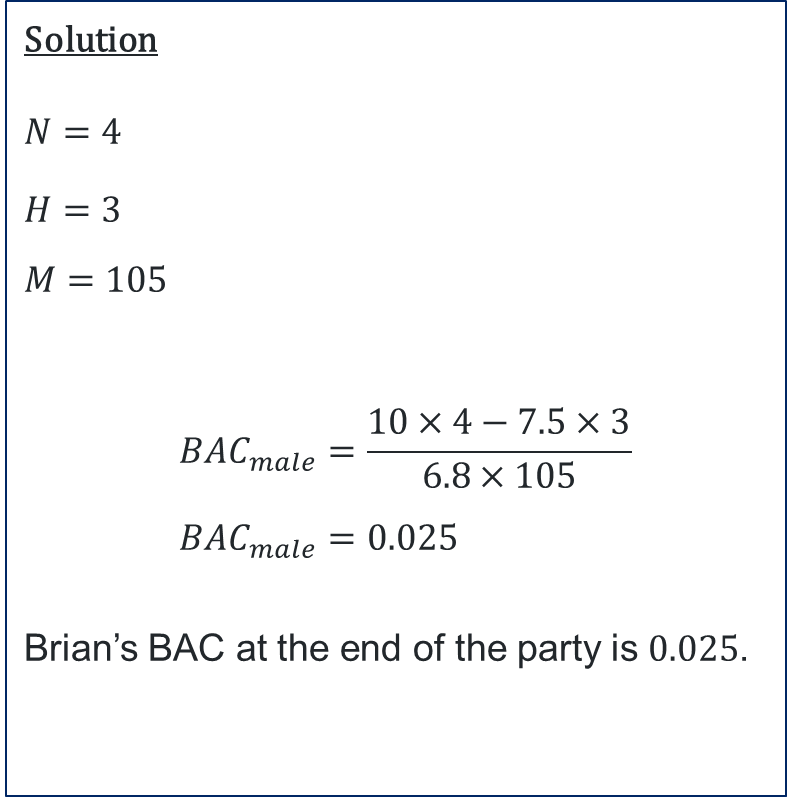 Solution
N = 4
H = 3
M = 105
BAC_male = (10 × 4 − 7.5 × 3) / (6.8 × 105)
BAC_male = 0.025
Brian’s BAC at the end of the party is 0.025.